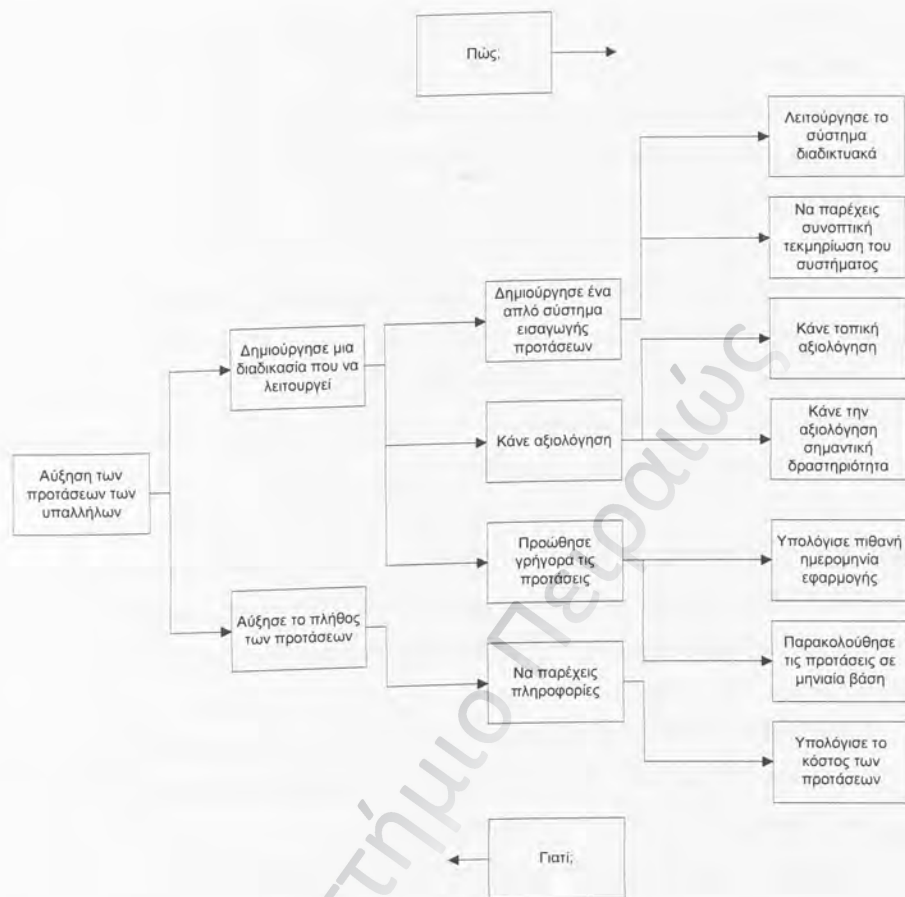 Πώς;
Λειτούργησε το
σύστημα
διαδικτυακά
Να παρέχεις
συνοπτική
τεκμηρίωση του
συστήματος
Δημιούργησε ένα
απλό σύστημα
εισαγωγής
προτάσεων
Κάνε τοπική
αξιολόγηση
Δημιούργησε μια
διαδικασία που να
λειτουργεί
Κάνε αξιολόγηση
Κάνε την
αξιολόγηση
σημαντική
δραστηριότητα
Αύξηση των
προτάσεων των
υπαλλήλων
Προώθησε
γρήγορα τις
προτάσεις
Υπολόγισε πιθανή
ημερομηνία
εφαρμογής
Αύξησε το πλήθος
των προτάσεων
Να παρέχεις
πληροφορίες
Παρακολούθησε
τις προτάσεις σε
μηνιαία βάση
Υπολόγισε το
κόστος των
προτάσεων
Γιατί;
Πειραιώς